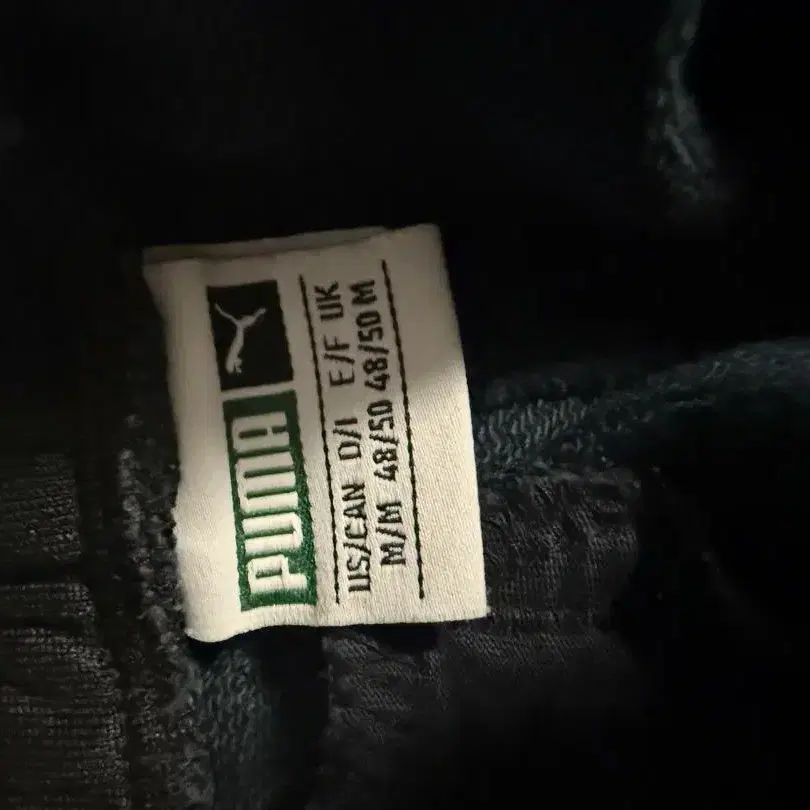 PUMA
US/CAN D/I E/F UK
M/M 48/50 48/50 M